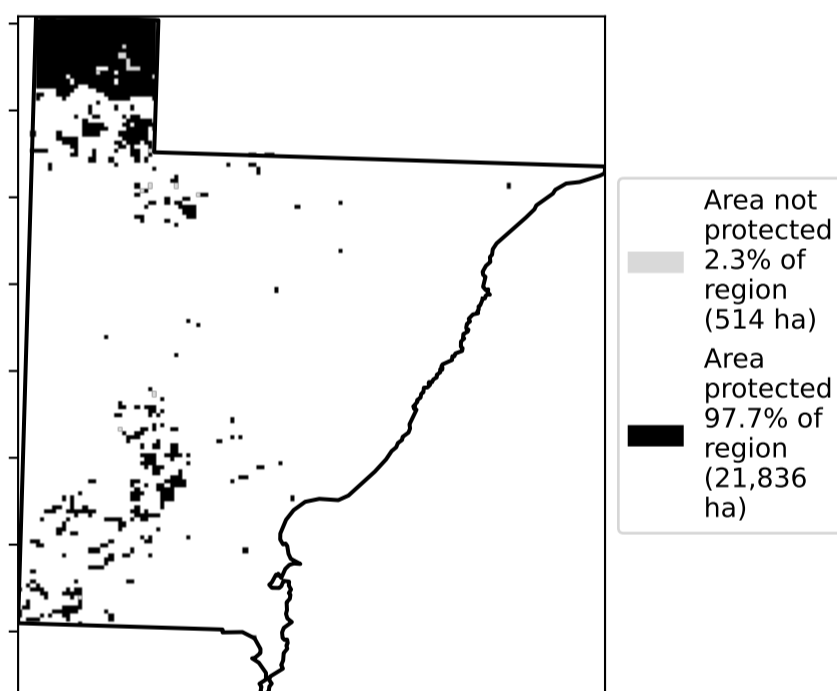 Area not
protected
2.3% of
region
(514 ha)
Area
protected
97.7% of
region
(21,836
ha)